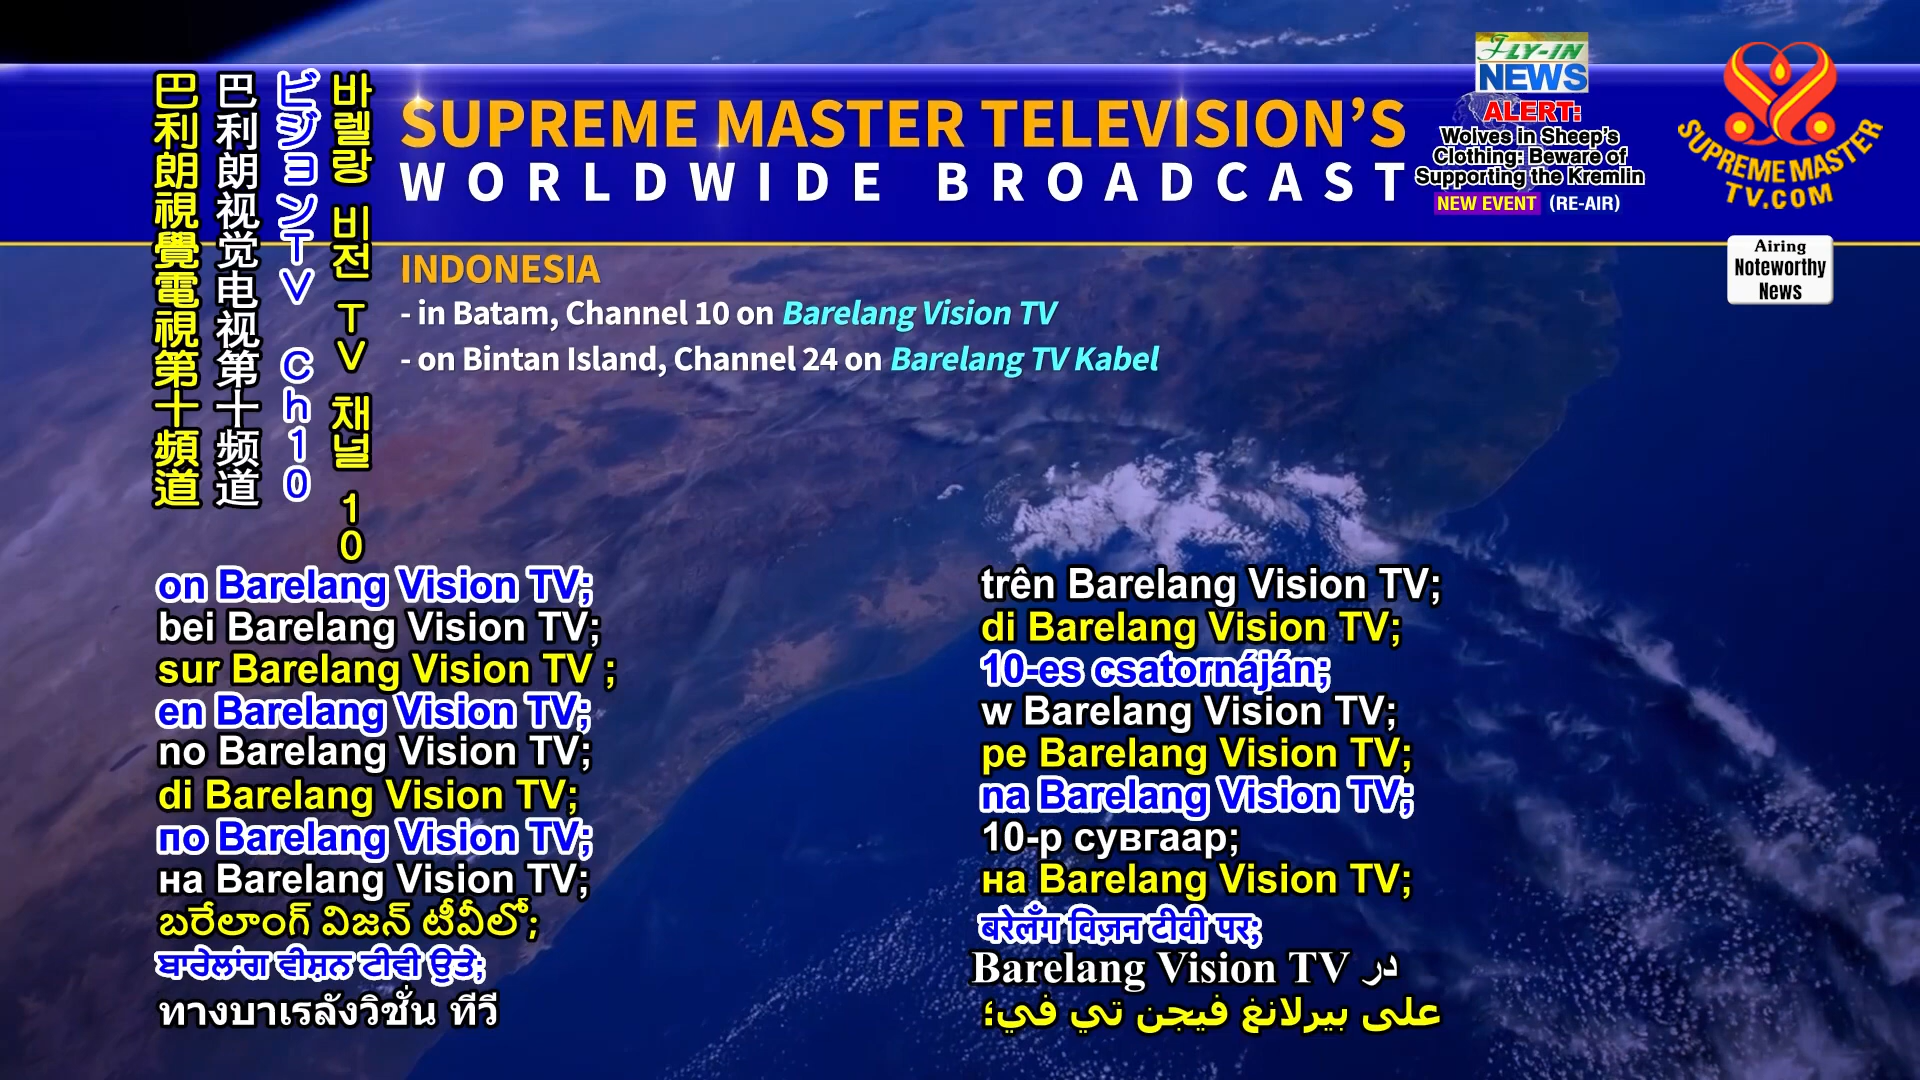 巴利朗視覺電視第十頻道
巴利朗视觉电视第十频道
ビジョンTV Ch10
바렐랑 비전 TV 채널 10
SUPREME MASTER TELEVISION'S
WORLDWIDE BROADCAST
FLY-IN
NEWS
ALERT:
Wolves in Sheep's
Clothing: Beware of
Supporting the Kremlin
NEW EVENT (RE-AIR)
SUPREME MASTER
TV.COM
Airing
Noteworthy
News
INDONESIA
- in Batam, Channel 10 on Barelang Vision TV
- on Bintan Island, Channel 24 on Barelang TV Kabel
on Barelang Vision TV;
bei Barelang Vision TV;
sur Barelang Vision TV ;
en Barelang Vision TV;
no Barelang Vision TV;
di Barelang Vision TV;
по Barelang Vision TV;
на Barelang Vision TV;
బరేలాంగ్ విజన్ టీవీలో;
ਬਾਰੇਲਾਂਗ ਵੀਸ਼ਨ ਟੀਵੀ ਉਤੇ;
ทางบาเรลังวิชั่น ทีวี
trên Barelang Vision TV;
di Barelang Vision TV;
10-es csatornáján;
w Barelang Vision TV;
pe Barelang Vision TV;
na Barelang Vision TV;
10-р сувгаар;
на Barelang Vision TV;
बरेलँग विज़न टीवी पर;
در Barelang Vision TV
على بيرلانغ فيجن تي في؛